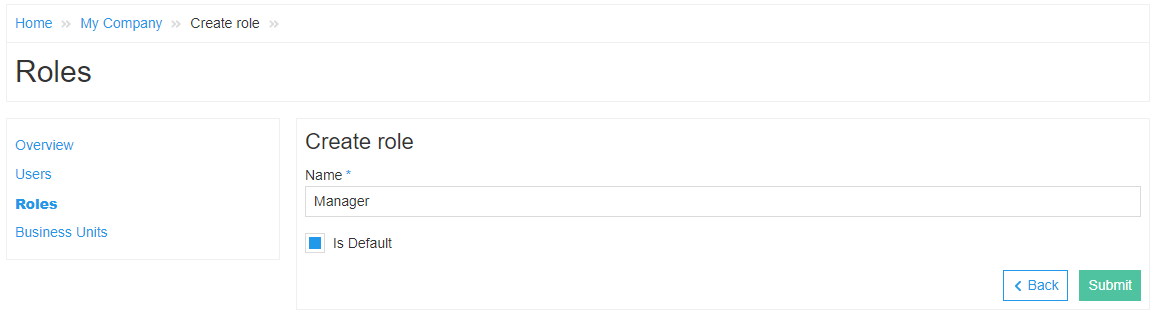 Home » My Company » Create role »
Roles
Overview
Users
Roles
Business Units
Create role
Name *
Manager
Is Default
Back
Submit